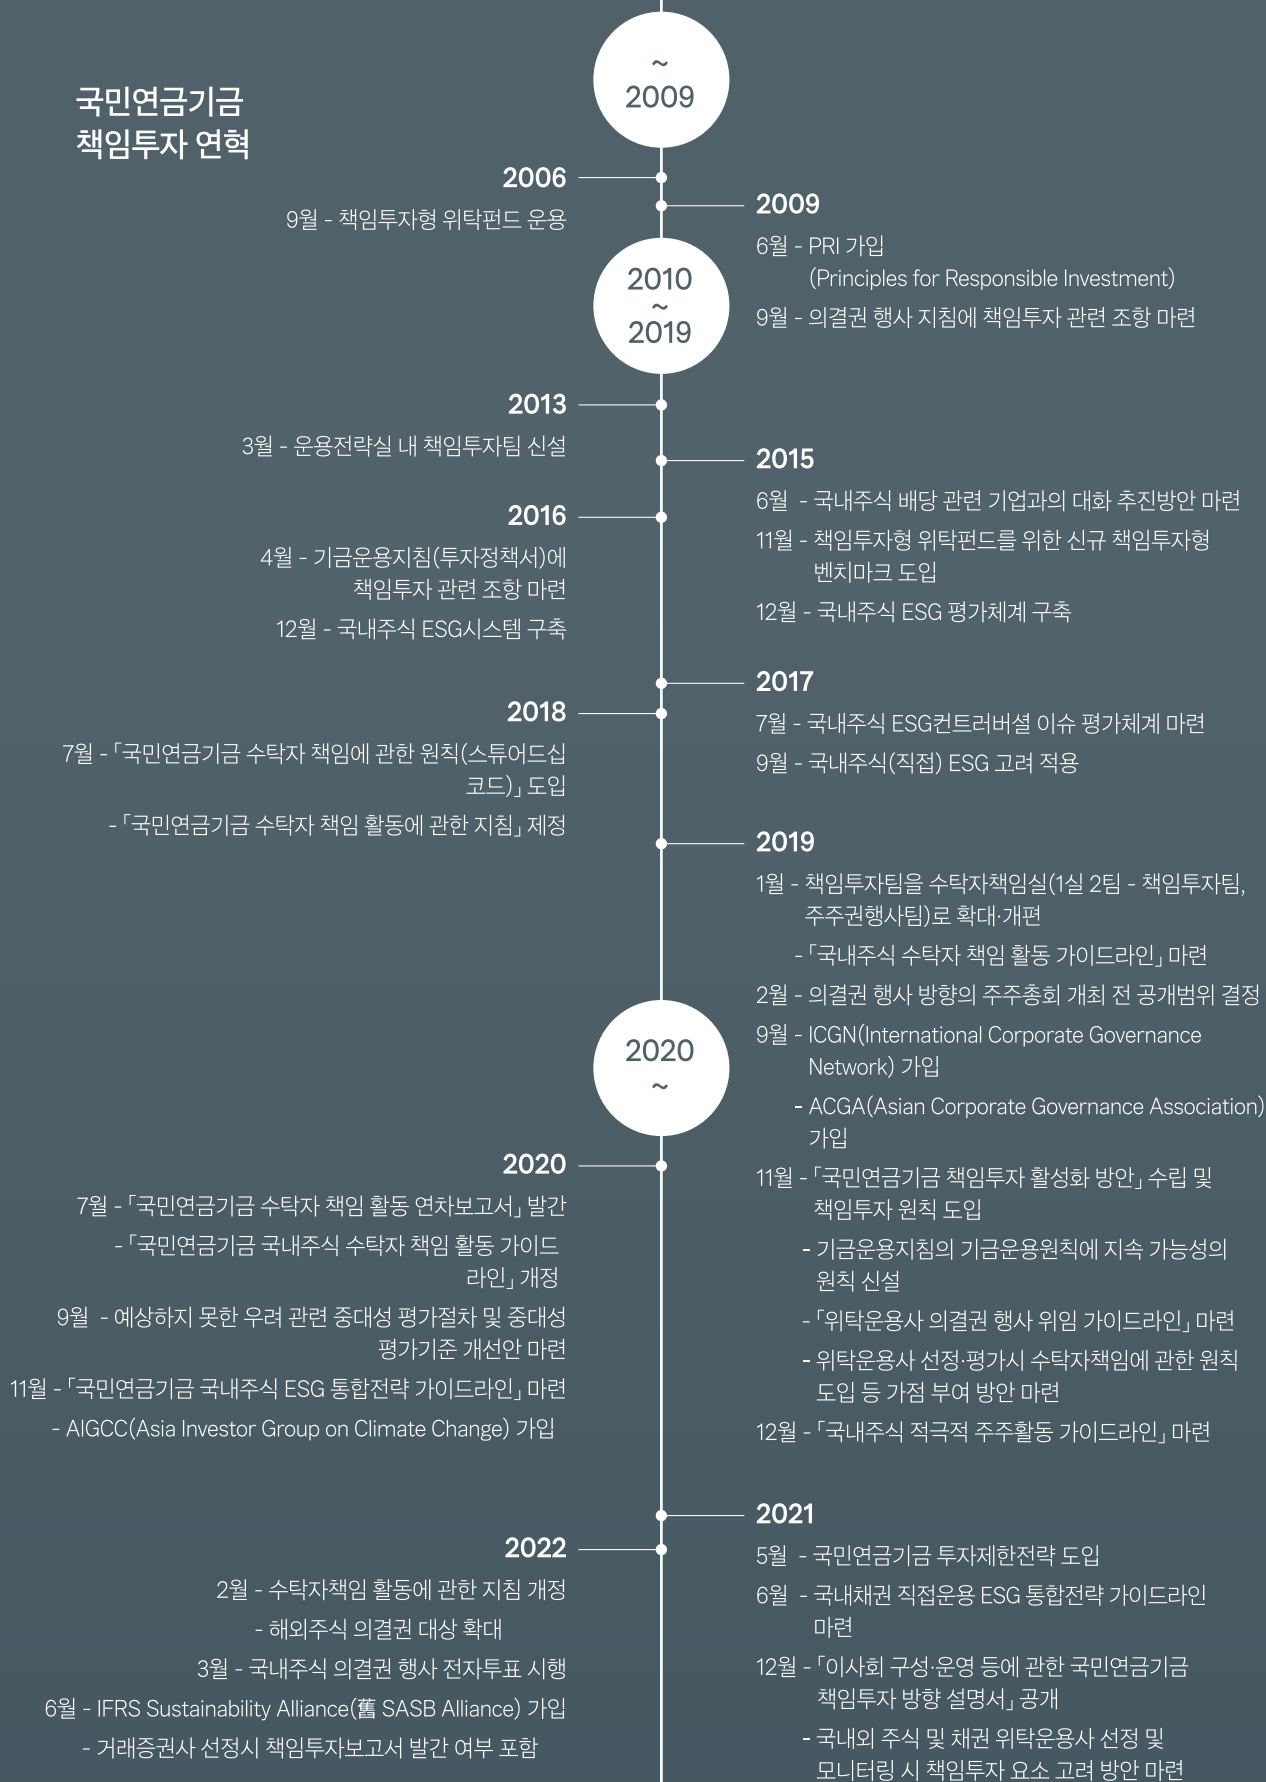 국민연금기금
책임투자 연혁
~
2009
2006
9월 - 책임투자형 위탁펀드 운용
2009
6월 - PRI 가입
(Principles for Responsible Investment)
9월 - 의결권 행사 지침에 책임투자 관련 조항 마련
2010
~
2019
2013
3월 - 운용전략실 내 책임투자팀 신설
2015
6월 - 국내주식 배당 관련 기업과의 대화 추진방안 마련
11월 - 책임투자형 위탁펀드를 위한 신규 책임투자형
벤치마크 도입
12월 - 국내주식 ESG 평가체계 구축
2016
4월 - 기금운용지침(투자정책서)에
책임투자 관련 조항 마련
12월 - 국내주식 ESG시스템 구축
2017
7월 - 국내주식 ESG컨트러버셜 이슈 평가체계 마련
9월 - 국내주식(직접) ESG 고려 적용
2018
7월 -「국민연금기금 수탁자 책임에 관한 원칙(스튜어드십
코드)」 도입
-「국민연금기금 수탁자 책임 활동에 관한 지침」 제정
2019
1월 - 책임투자팀을 수탁자책임실(1실 2팀 - 책임투자팀,
주주권행사팀)로 확대·개편
-「국내주식 수탁자 책임 활동 가이드라인」 마련
2월 - 의결권 행사 방향의 주주총회 개최 전 공개범위 결정
9월 - ICGN(International Corporate Governance
Network) 가입
- ACGA(Asian Corporate Governance Association)
가입
11월 -「국민연금기금 책임투자 활성화 방안」 수립 및
책임투자 원칙 도입
- 기금운용지침의 기금운용원칙에 지속 가능성의
원칙 신설
-「위탁운용사 의결권 행사 위임 가이드라인」 마련
- 위탁운용사 선정·평가시 수탁자책임에 관한 원칙
도입 등 가점 부여 방안 마련
12월 -「국내주식 적극적 주주활동 가이드라인」 마련
2020
~
2020
7월 -「국민연금기금 수탁자 책임 활동 연차보고서」 발간
-「국민연금기금 국내주식 수탁자 책임 활동 가이드
라인」 개정
9월 - 예상하지 못한 우려 관련 중대성 평가절차 및 중대성
평가기준 개선안 마련
11월 -「국민연금기금 국내주식 ESG 통합전략 가이드라인」 마련
- AIGCC(Asia Investor Group on Climate Change) 가입
2021
5월 - 국민연금기금 투자제한전략 도입
6월 - 국내채권 직접운용 ESG 통합전략 가이드라인
마련
12월 -「이사회 구성·운영 등에 관한 국민연금기금
책임투자 방향 설명서」 공개
- 국내외 주식 및 채권 위탁운용사 선정 및
모니터링 시 책임투자 요소 고려 방안 마련
2022
2월 - 수탁자책임 활동에 관한 지침 개정
- 해외주식 의결권 대상 확대
3월 - 국내주식 의결권 행사 전자투표 시행
6월 - IFRS Sustainability Alliance(舊 SASB Alliance) 가입
- 거래증권사 선정시 책임투자보고서 발간 여부 포함